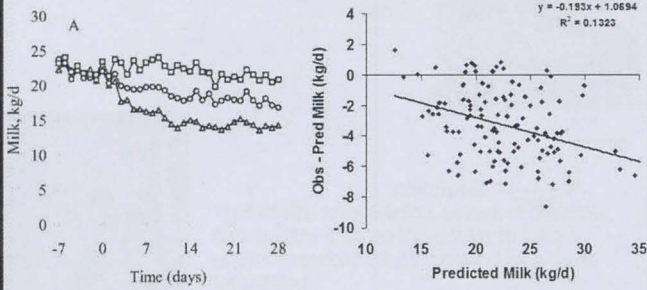 A
30
25
20
15
10
5
0
Milk, kg/d
-7 0 7 14 21 28
Time (days)
y = -0.193x + 1.0694
R² = 0.1323
4
2
0
-2
-4
-6
-8
-10
Obs - Pred Milk (kg/d)
10 15 20 25 30 35
Predicted Milk (kg/d)